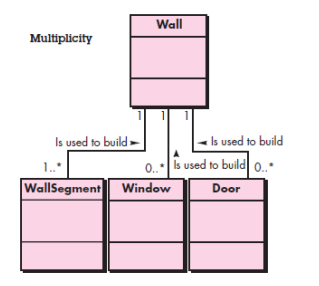 Wall
Multiplicity
1 1 1
Is used to build ► ◄ Is used to build
▲
1..* 0..* Is used to build 0..*
WallSegment Window Door